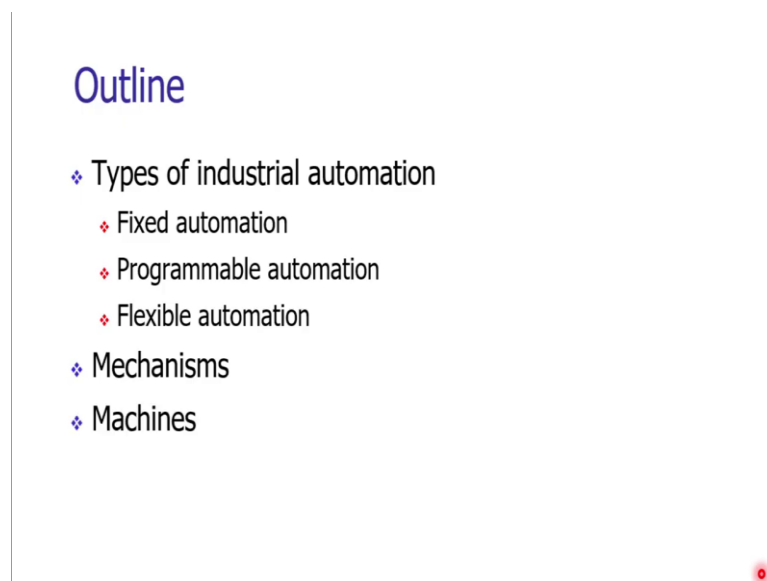 Outline
Types of industrial automation
Fixed automation
Programmable automation
Flexible automation
Mechanisms
Machines